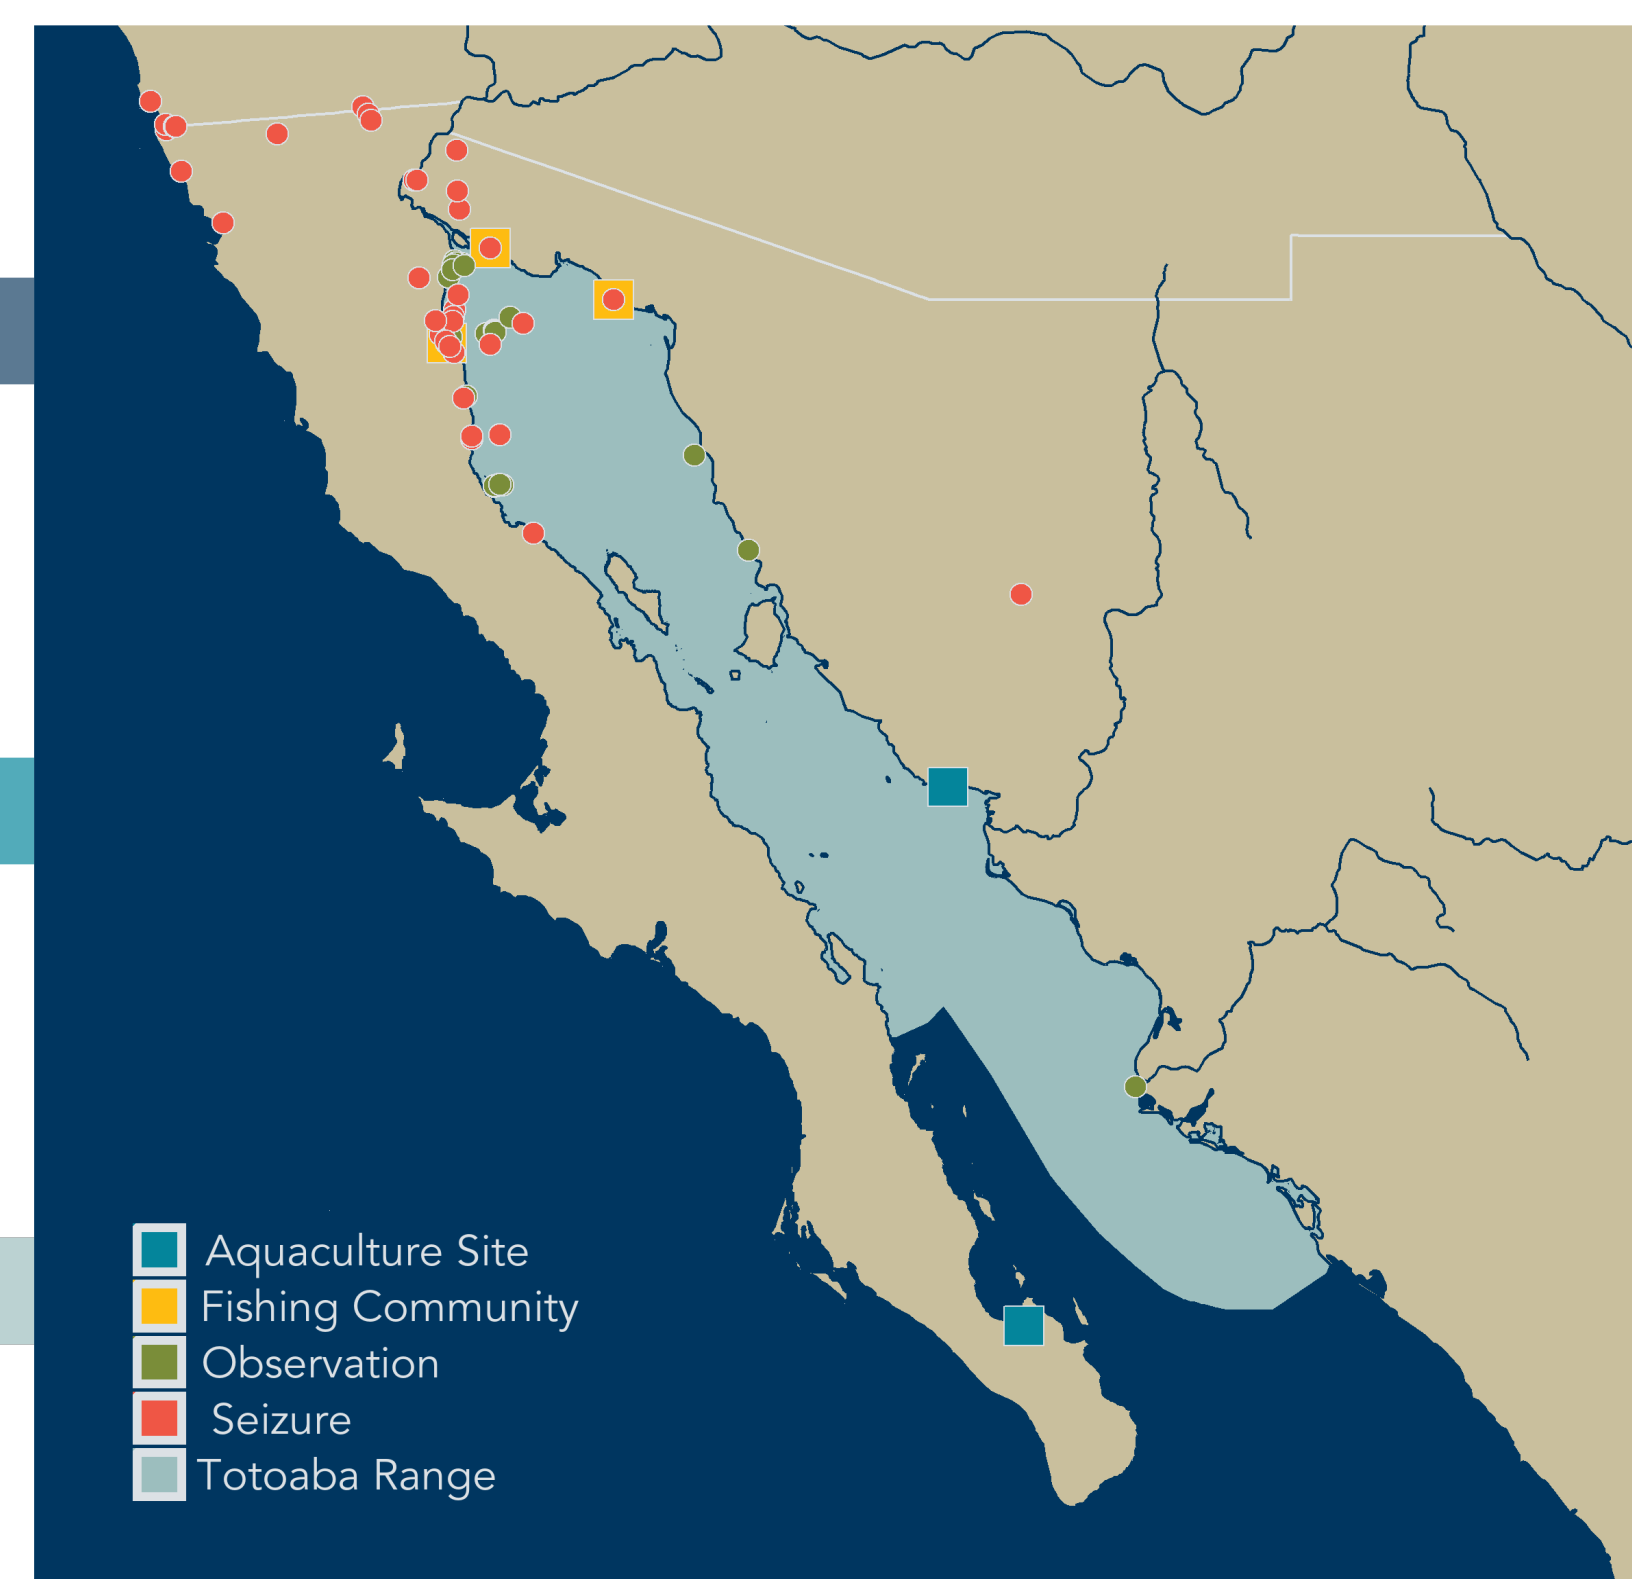 Aquaculture Site
Fishing Community
Observation
Seizure
Totoaba Range